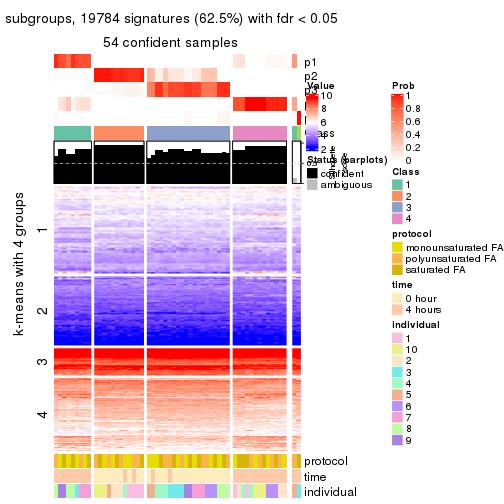 subgroups, 19784 signatures (62.5%) with fdr < 0.05
54 confident samples
p1
p2
Value
10
8
6
4
2
Status (barplots)
confident
ambiguous
k-means with 4 groups
1
2
3
4
protocol
time
individual
Prob
1
0.8
0.6
0.4
0.2
0
Class
1
2
3
4
protocol
monounsaturated FA
polyunsaturated FA
saturated FA
time
0 hour
4 hours
individual
1
10
2
3
4
5
6
7
8
9